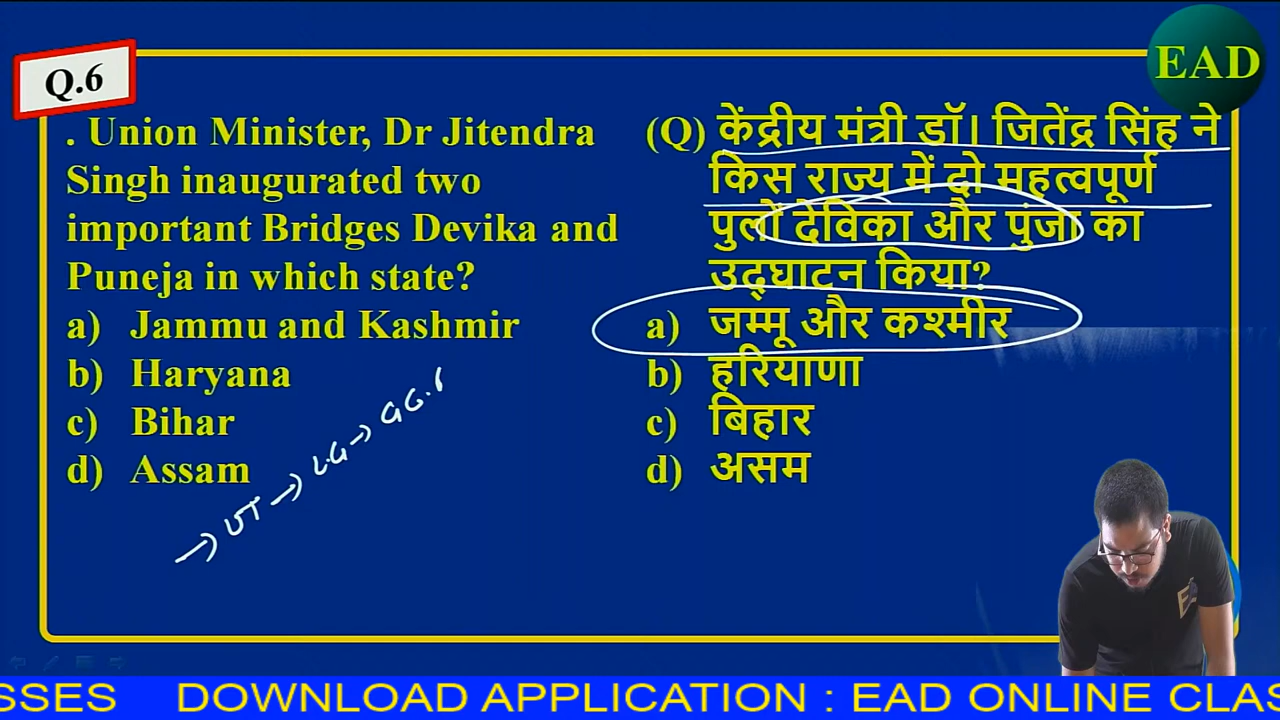 Q.6
EAD
. Union Minister, Dr Jitendra
Singh inaugurated two
important Bridges Devika and
Puneja in which state?
a) Jammu and Kashmir
b) Haryana
c) Bihar
d) Assam
→ UT → L.G →
(Q) केंद्रीय मंत्री डॉ। जितेंद्र सिंह ने
किस राज्य में दो महत्वपूर्ण
पुलों देविका और पुंजा का
उद्घाटन किया?
a) जम्मू और कश्मीर
b) हरियाणा
c) बिहार
d) असम
SSES DOWNLOAD APPLICATION : EAD ONLINE CLAS